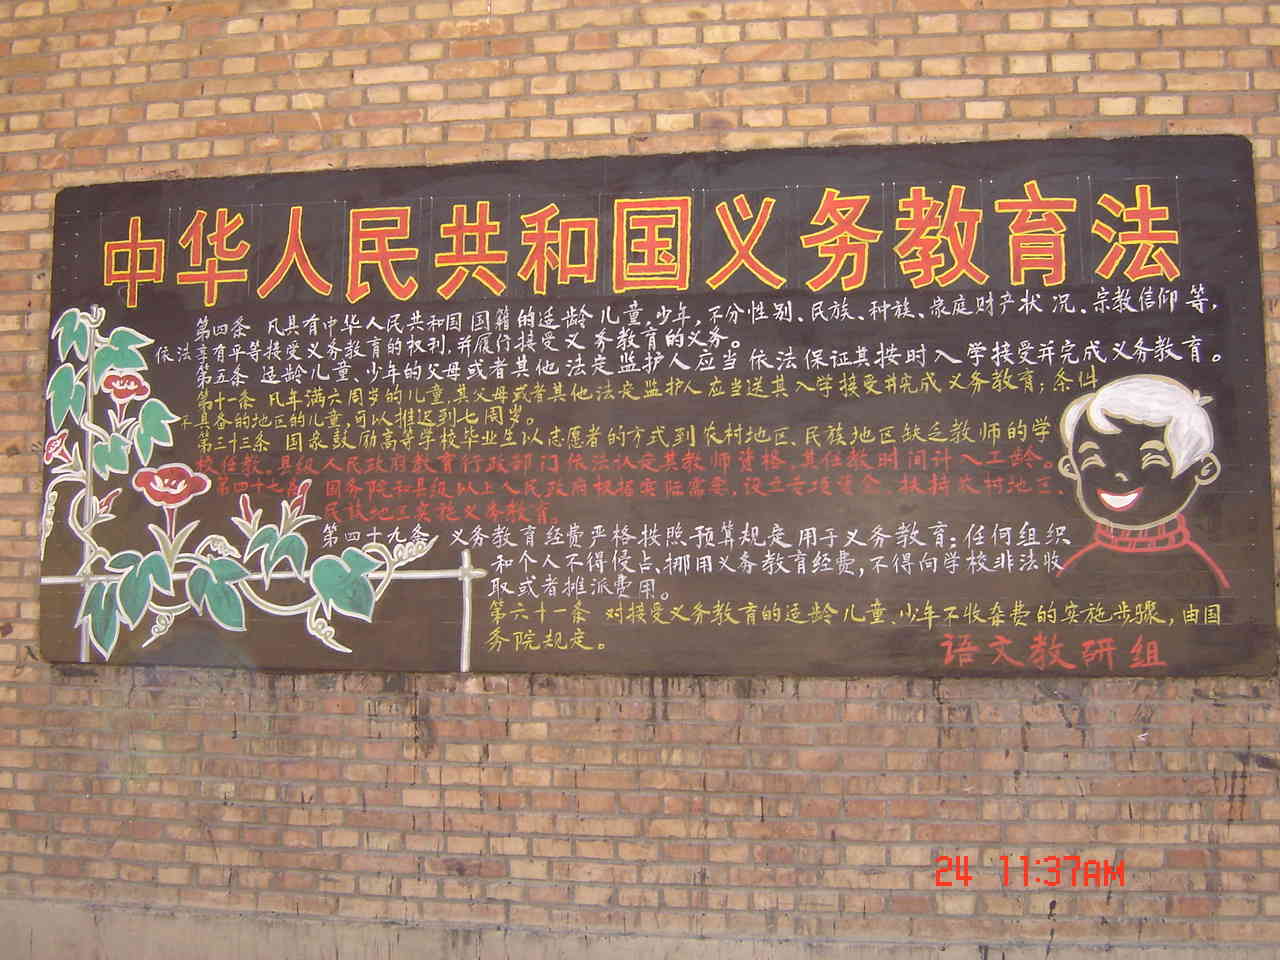 中华人民共和国义务教育法
第四条 凡具有中华人民共和国国籍的适龄儿童、少年,不分性别、民族、种族、家庭财产状况、宗教信仰等,
依法享有平等接受义务教育的权利,并履行接受义务教育的义务。
第五条 适龄儿童、少年的父母或者其他法定监护人应当依法保证其按时入学接受并完成义务教育。
第十一条 凡年满六周岁的儿童,其父母或者其他法定监护人应当送其入学接受并完成义务教育;条件
不具备的地区的儿童,可以推迟到七周岁。
第三十三条 国家鼓励高等学校毕业生以志愿者的方式到农村地区、民族地区缺乏教师的学
校任教。县级人民政府教育行政部门依法认定其教师资格,其任教时间计入工龄。
第四十七条 国务院和县级以上人民政府根据实际需要,设立专项资金,扶持农村地区、
民族地区实施义务教育。
第四十九条 义务教育经费严格按照预算规定用于义务教育;任何组织
和个人不得侵占、挪用义务教育经费,不得向学校非法收
取或者摊派费用。
第六十一条 对接受义务教育的适龄儿童、少年不收杂费的实施步骤,由国
务院规定。
语文教研组
24 11:37AM